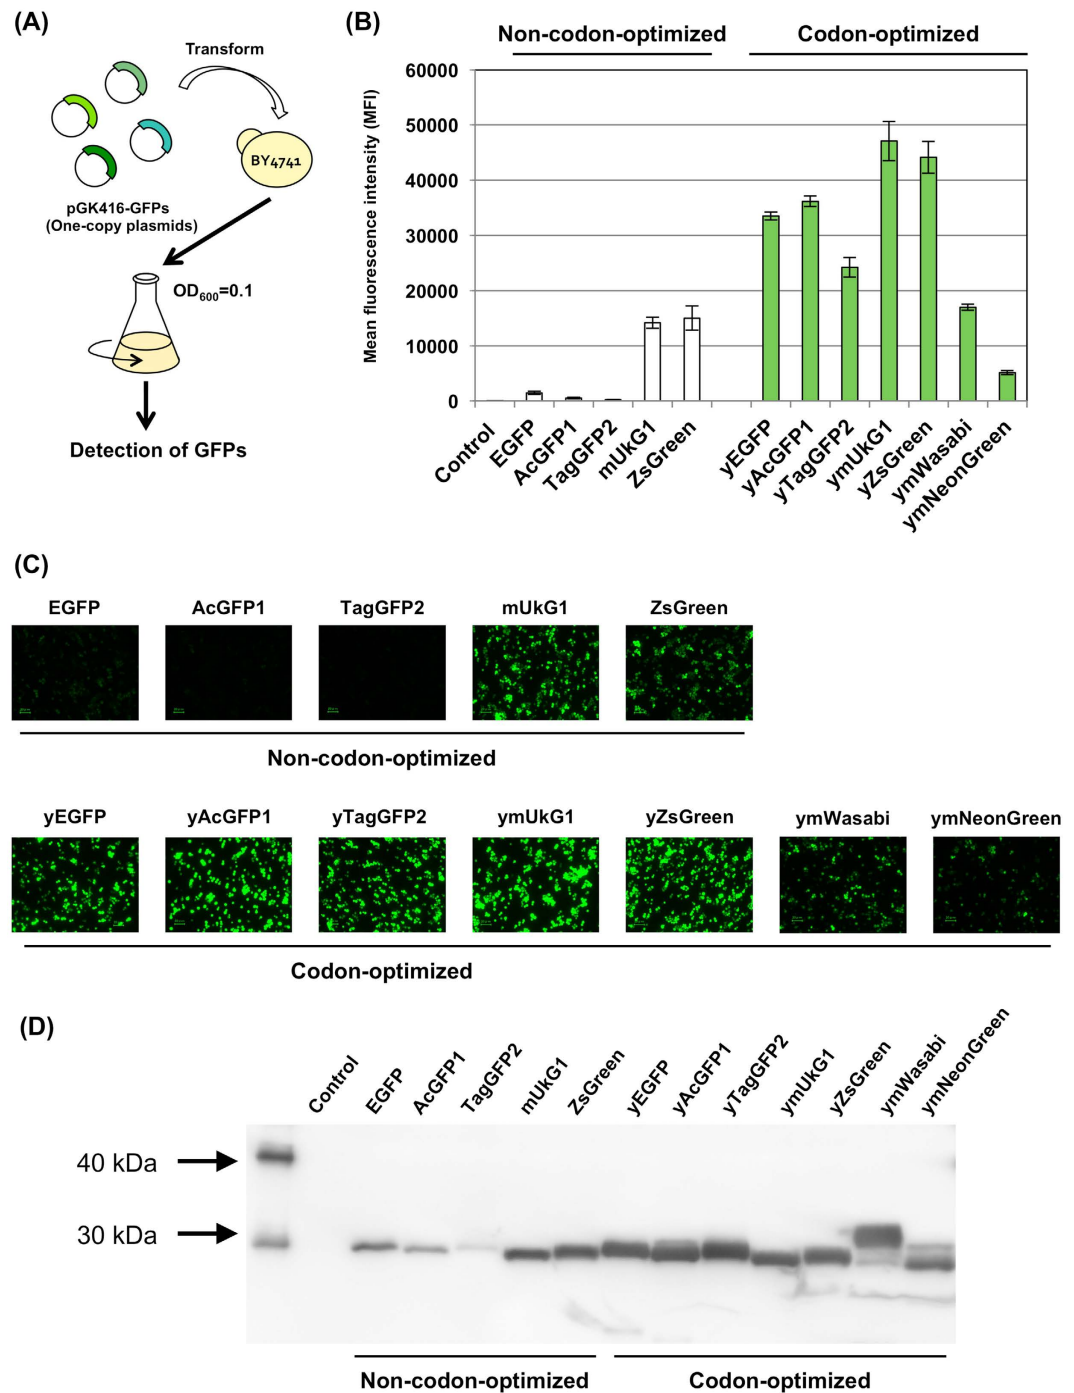 (A)
Transform
BY4741
pGK416-GFPs
(One-copy plasmids)
OD600=0.1
Detection of GFPs
(B)
Non-codon-optimized
Codon-optimized
Mean fluorescence intensity (MFI)
60000
50000
40000
30000
20000
10000
0
Control
EGFP
AcGFP1
TagGFP2
mUkG1
ZsGreen
yEGFP
yAcGFP1
yTagGFP2
ymUkG1
yZsGreen
ymWasabi
ymNeonGreen
(C)
EGFP AcGFP1 TagGFP2 mUkG1 ZsGreen
Non-codon-optimized
yEGFP yAcGFP1 yTagGFP2 ymUkG1 yZsGreen ymWasabi ymNeonGreen
Codon-optimized
(D)
Control
EGFP
AcGFP1
TagGFP2
mUkG1
ZsGreen
yEGFP
yAcGFP1
yTagGFP2
ymUkG1
yZsGreen
ymWasabi
ymNeonGreen
40 kDa
30 kDa
Non-codon-optimized
Codon-optimized